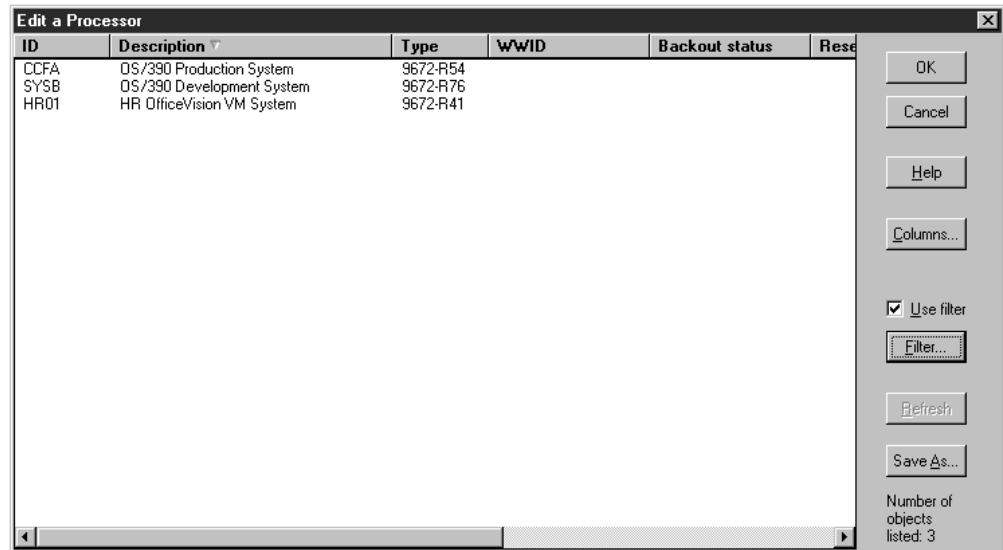 Edit a Processor
ID Description Type WWID Backout status Rese
CCFA OS/390 Production System 9672-R54
SYSB OS/390 Development System 9672-R76
HR01 HR OfficeVision VM System 9672-R41
OK
Cancel
Help
Columns...
Use filter
Filter...
Refresh
Save As...
Number of
objects
listed: 3